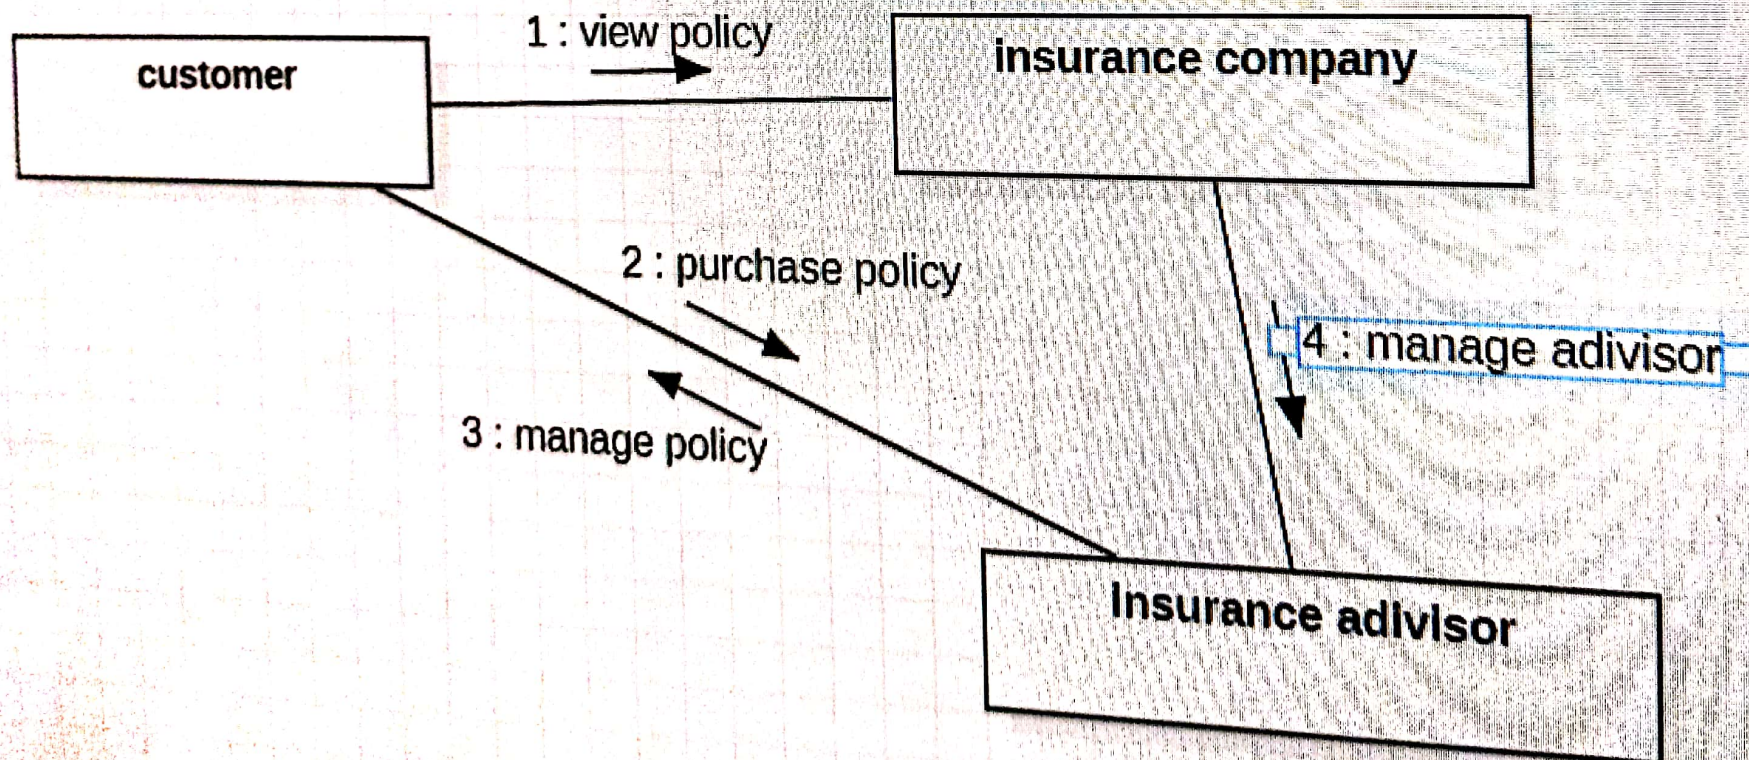 1 : view policy
customer
insurance company
2 : purchase policy
4 : manage adivisor
3 : manage policy
Insurance adivisor